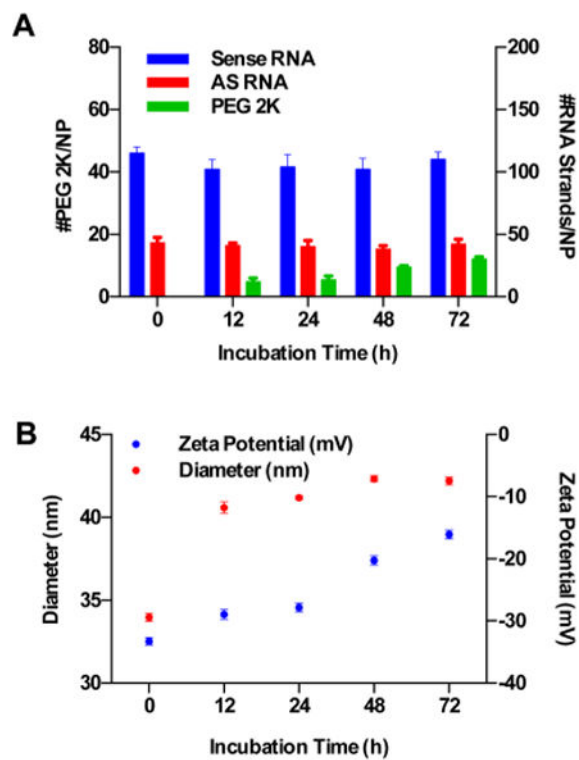 A
80
60
40
20
0
#PEG 2K/NP
Sense RNA
AS RNA
PEG 2K
200
150
100
50
0
#RNA Strands/NP
0 12 24 48 72
Incubation Time (h)
B
45
40
35
30
Diameter (nm)
Zeta Potential (mV)
Diameter (nm)
0
-10
-20
-30
-40
Zeta Potential
(mV)
0 12 24 48 72
Incubation Time (h)